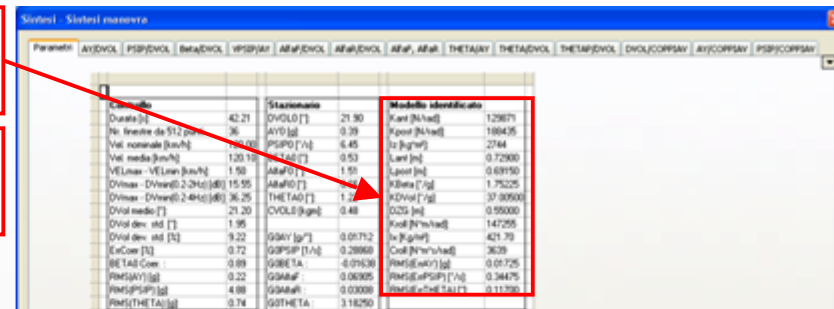 Sintesi - Sintesi manovra
Parametri AY/DVOL PSIP/DVOL Beta/DVOL VPSIP/AY AlfaF/DVOL AlfaR/DVOL AlfaF, AlfaR THETA/AY THETA/DVOL THETAP/DVOL DVOL/COPPSAV AY/COPPSAV PSIP/COPPSAV
Controllo Stazionario Modello identificato
Durata [s]: 42.21 DVOL0 [°]: 21.90 Kant [N/rad]: 129871
Nr. finestre da 512 punti: 36 AY0 [g]: 0.39 Kpost [N/rad]: 188435
Vel. nominale [km/h]: PSIP0 [°/s]: 6.45 Iz [kg*m²]: 2744
Vel. media [km/h]: 120.10 BETA0 [°]: 0.53 Lant [m]: 0.72900
VELmax - VELmin [km/h]: 1.50 AlfaF0 [°]: 1.51 Lpost [m]: 0.69150
DVmax - DVmin(0.2-2Hz) [dB]: 15.55 AlfaR0 [°]: KBeta [°/g]: 1.75225
DVmax - DVmin(0.2-4Hz) [dB]: 36.25 THETA0 [°]: KDVol [°/g]: 37.00500
DVol medio [°]: 21.20 CVOL0 [kgm]: 0.48 DZG [m]: 0.55000
DVol dev. std. [°]: 1.95 Kroll [N*m/rad]: 147255
DVol dev. std. [%]: 9.22 G0AY [g/°]: 0.01712 Ix [Kg*m²]: 421.70
ErrCoer [%]: 0.72 G0PSIP [1/s]: 0.28860 Croll [N*m*s/rad]: 3639
BETA0 Coer. : 0.89 G0BETA : -0.01638 RMS(ErrAY) [g]: 0.01725
RMS(AY) [g]: 0.22 G0AlfaF : 0.06905 RMS(ErrPSIP) [°/s]: 0.34475
RMS(PSIP) [g]: 4.08 G0AlfaR : 0.03008 RMS(ErrTHETA) [°]: 0.11700
RMS(THETA) [g]: 0.74 G0THETA : 3.18250